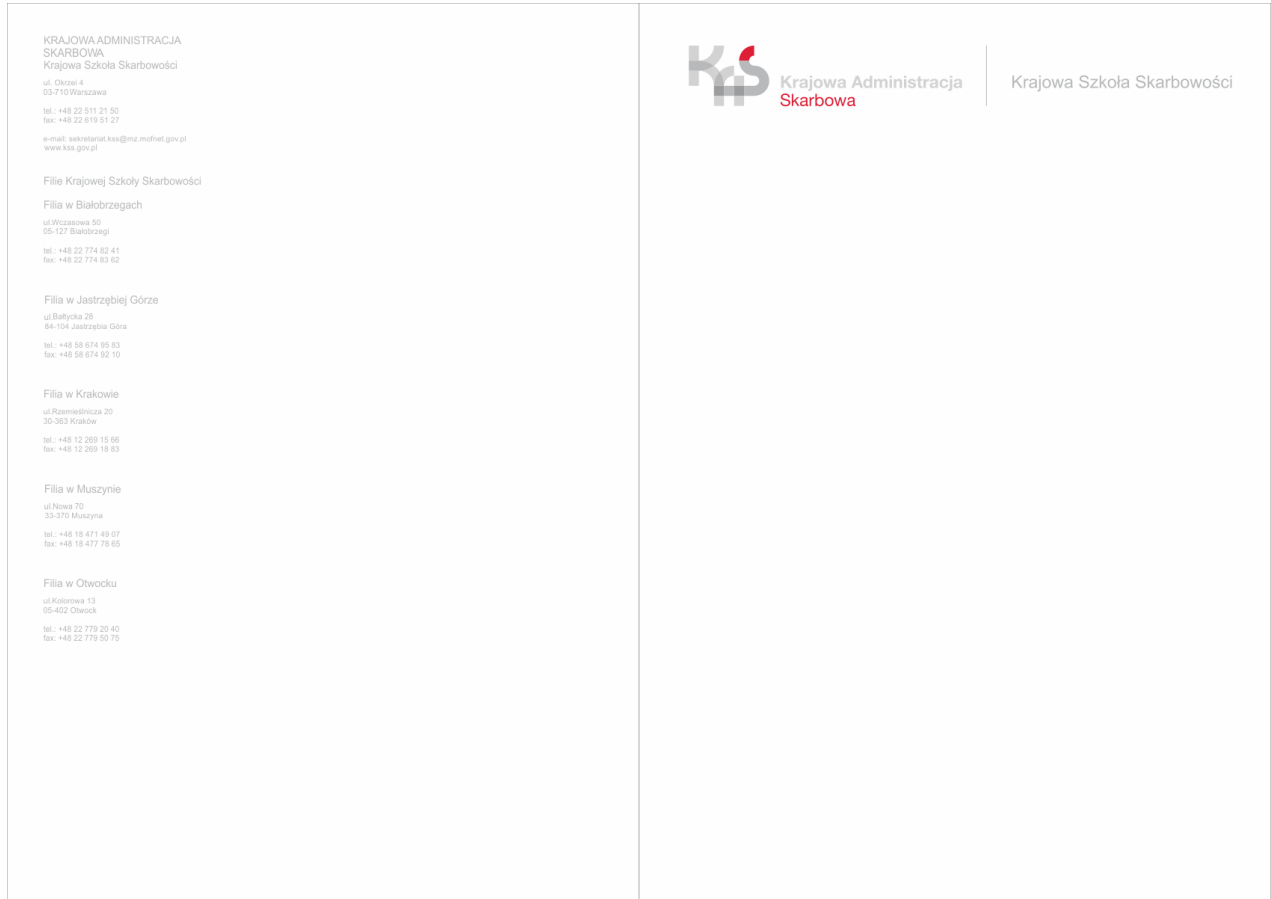 KRAJOWA ADMINISTRACJA
SKARBOWA
Krajowa Szkoła Skarbowości
ul. Okrzei 4
03-710 Warszawa
tel.: +48 22 511 21 50
fax: +48 22 619 51 27
e-mail: sekretariat.kss@mz.mofnet.gov.pl
www.kss.gov.pl
Filie Krajowej Szkoły Skarbowości
Filia w Białobrzegach
ul.Wczasowa 50
05-127 Białobrzegi
tel.: +48 22 774 82 41
fax: +48 22 774 83 62
Filia w Jastrzębiej Górze
ul.Bałtycka 28
84-104 Jastrzębia Góra
tel.: +48 58 674 95 83
fax: +48 58 674 92 10
Filia w Krakowie
ul.Rzemieślnicza 20
30-363 Kraków
tel.: +48 12 269 15 66
fax: +48 12 269 18 83
Filia w Muszynie
ul.Nowa 70
33-370 Muszyna
tel.: +48 18 471 49 07
fax: +48 18 477 78 65
Filia w Otwocku
ul.Kolorowa 13
05-402 Otwock
tel.: +48 22 779 20 40
fax: +48 22 779 50 75
KAS
Krajowa Administracja
Skarbowa
Krajowa Szkoła Skarbowości